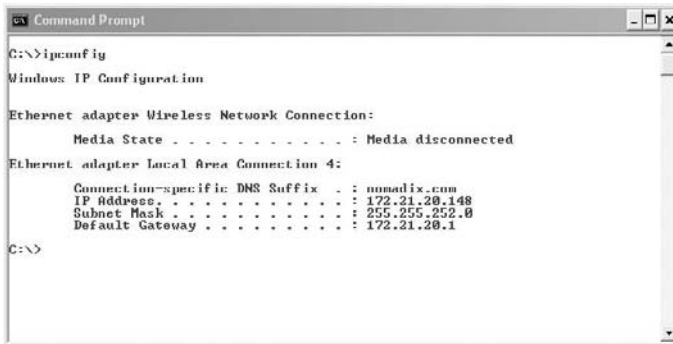 Command Prompt
C:\>ipconfig
Windows IP Configuration
Ethernet adapter Wireless Network Connection:
Media State . . . . . . . . . . . : Media disconnected
Ethernet adapter Local Area Connection 4:
Connection-specific DNS Suffix . : nomadix.com
IP Address. . . . . . . . . . . . : 172.21.20.148
Subnet Mask . . . . . . . . . . . : 255.255.252.0
Default Gateway . . . . . . . . . : 172.21.20.1
C:\>